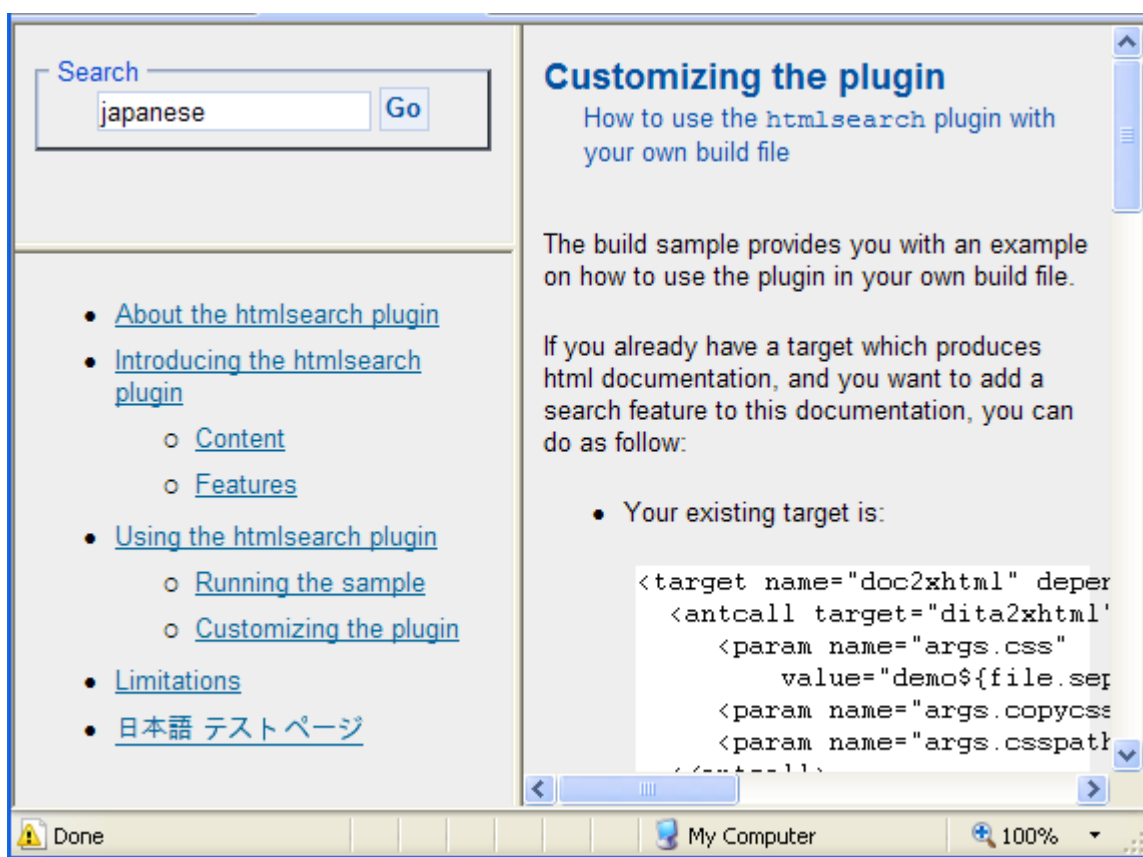 Search
japanese
Go
About the htmlsearch plugin
Introducing the htmlsearch
plugin
Content
Features
Using the htmlsearch plugin
Running the sample
Customizing the plugin
Limitations
日本語 テストページ
Customizing the plugin
How to use the htmlsearch plugin with
your own build file
The build sample provides you with an example
on how to use the plugin in your own build file.
If you already have a target which produces
html documentation, and you want to add a
search feature to this documentation, you can
do as follow:
Your existing target is:
<target name="doc2xhtml" deper
<antcall target="dita2xhtml"
<param name="args.css"
value="demo${file.sep
<param name="args.copycss
<param name="args.csspath
Done
My Computer
100%